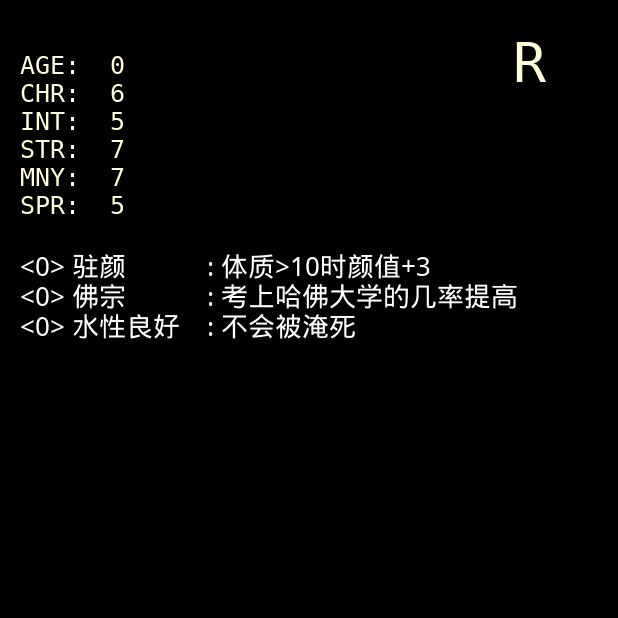 R
AGE: 0
CHR: 6
INT: 5
STR: 7
MNY: 7
SPR: 5
<0> 驻颜 : 体质>10时颜值+3
<0> 佛宗 : 考上哈佛大学的几率提高
<0> 水性良好 : 不会被淹死